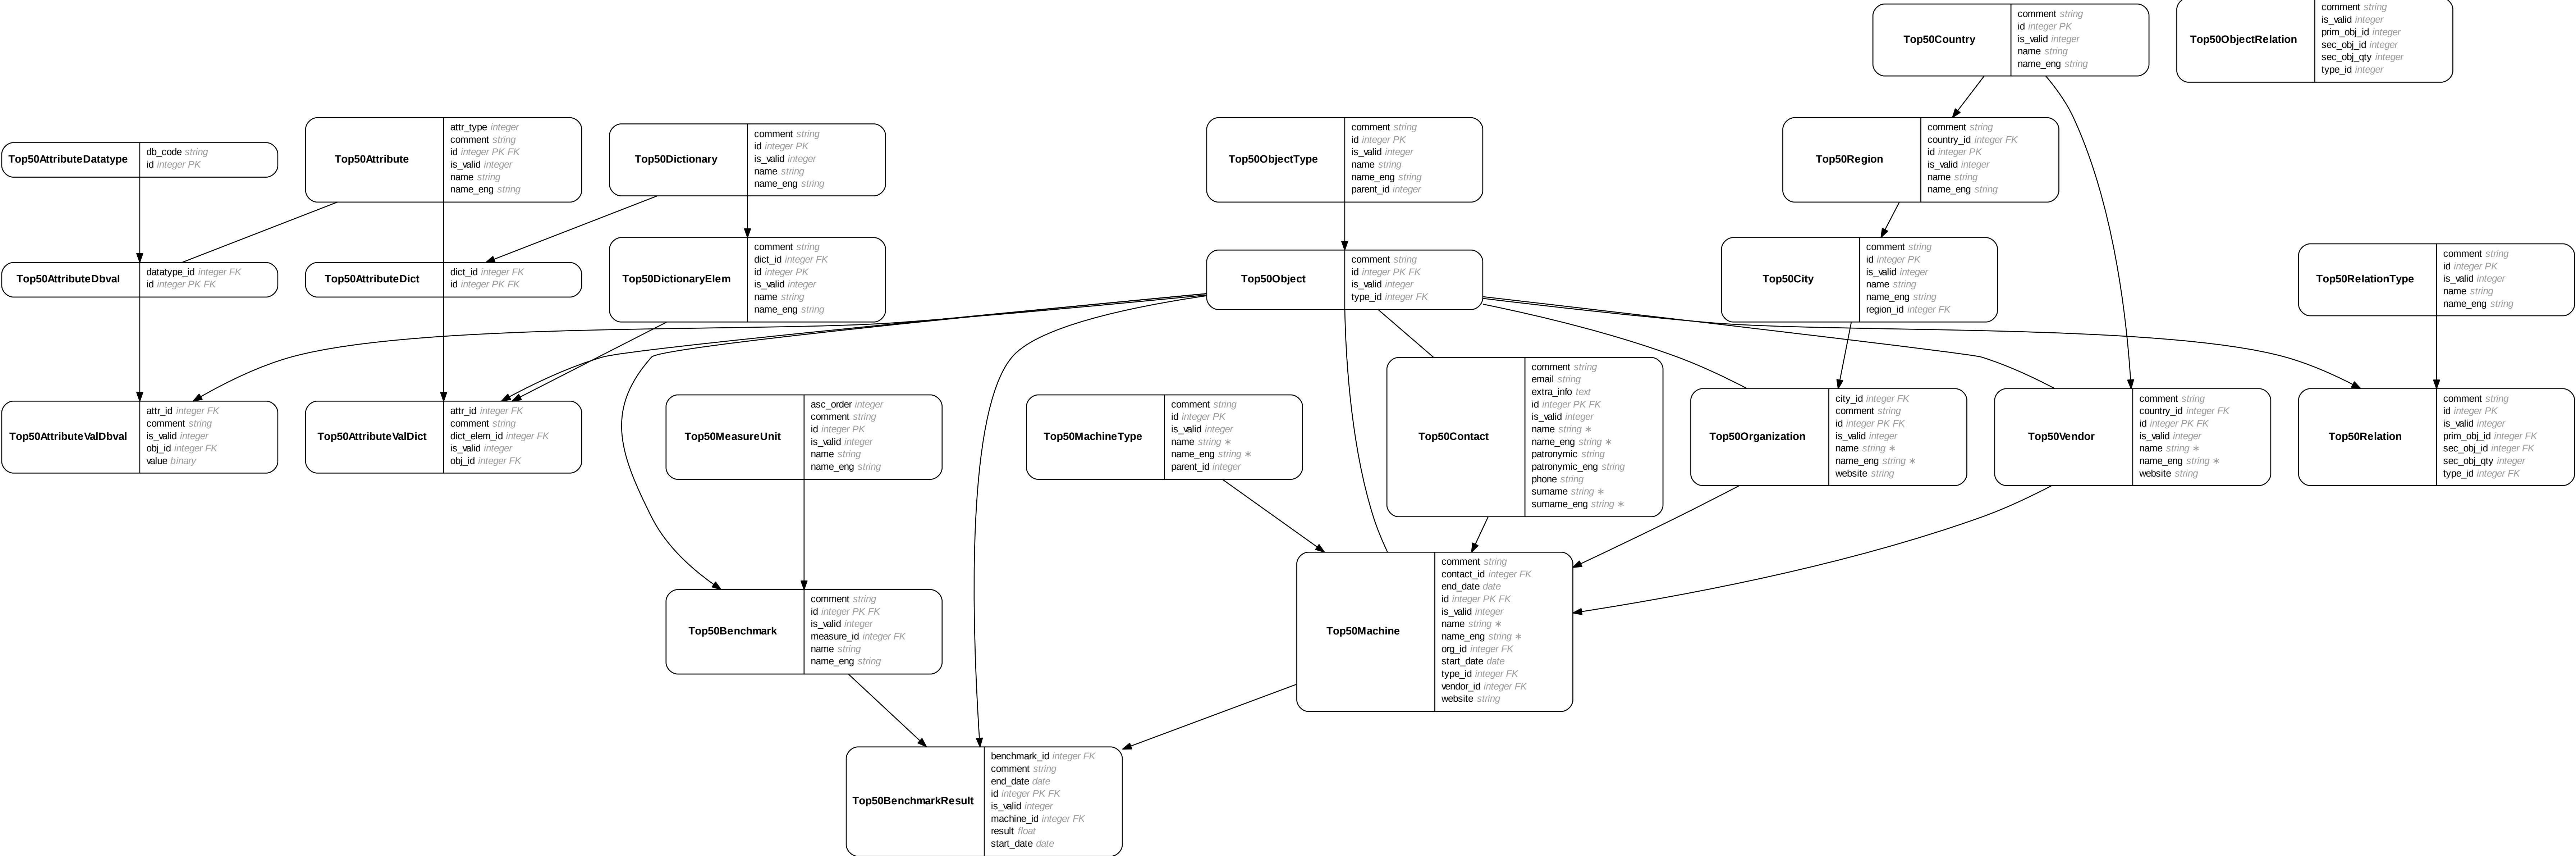 Top50Country
comment string
id integer PK
is_valid integer
name string
name_eng string
Top50ObjectRelation
comment string
is_valid integer
prim_obj_id integer
sec_obj_id integer
sec_obj_qty integer
type_id integer
Top50AttributeDatatype
db_code string
id integer PK
Top50Attribute
attr_type integer
comment string
id integer PK FK
is_valid integer
name string
name_eng string
Top50Dictionary
comment string
id integer PK
is_valid integer
name string
name_eng string
Top50ObjectType
comment string
id integer PK
is_valid integer
name string
name_eng string
parent_id integer
Top50Region
comment string
country_id integer FK
id integer PK
is_valid integer
name string
name_eng string
Top50AttributeDbval
datatype_id integer FK
id integer PK FK
Top50AttributeDict
dict_id integer FK
id integer PK FK
Top50DictionaryElem
comment string
dict_id integer FK
id integer PK
is_valid integer
name string
name_eng string
Top50Object
comment string
id integer PK FK
is_valid integer
type_id integer FK
Top50City
comment string
id integer PK
is_valid integer
name string
name_eng string
region_id integer FK
Top50RelationType
comment string
id integer PK
is_valid integer
name string
name_eng string
Top50AttributeValDbval
attr_id integer FK
comment string
is_valid integer
obj_id integer FK
value binary
Top50AttributeValDict
attr_id integer FK
comment string
dict_elem_id integer FK
is_valid integer
obj_id integer FK
Top50MeasureUnit
asc_order integer
comment string
id integer PK
is_valid integer
name string
name_eng string
Top50MachineType
comment string
id integer PK
is_valid integer
name string ∗
name_eng string ∗
parent_id integer
Top50Contact
comment string
email string
extra_info text
id integer PK FK
is_valid integer
name string ∗
name_eng string ∗
patronymic string
patronymic_eng string
phone string
surname string ∗
surname_eng string ∗
Top50Organization
city_id integer FK
comment string
id integer PK FK
is_valid integer
name string ∗
name_eng string ∗
website string
Top50Vendor
comment string
country_id integer FK
id integer PK FK
is_valid integer
name string ∗
name_eng string ∗
website string
Top50Relation
comment string
id integer PK
is_valid integer
prim_obj_id integer FK
sec_obj_id integer FK
sec_obj_qty integer
type_id integer FK
Top50Benchmark
comment string
id integer PK FK
is_valid integer
measure_id integer FK
name string
name_eng string
Top50Machine
comment string
contact_id integer FK
end_date date
id integer PK FK
is_valid integer
name string ∗
name_eng string ∗
org_id integer FK
start_date date
type_id integer FK
vendor_id integer FK
website string
Top50BenchmarkResult
benchmark_id integer FK
comment string
end_date date
id integer PK FK
is_valid integer
machine_id integer FK
result float
start_date date